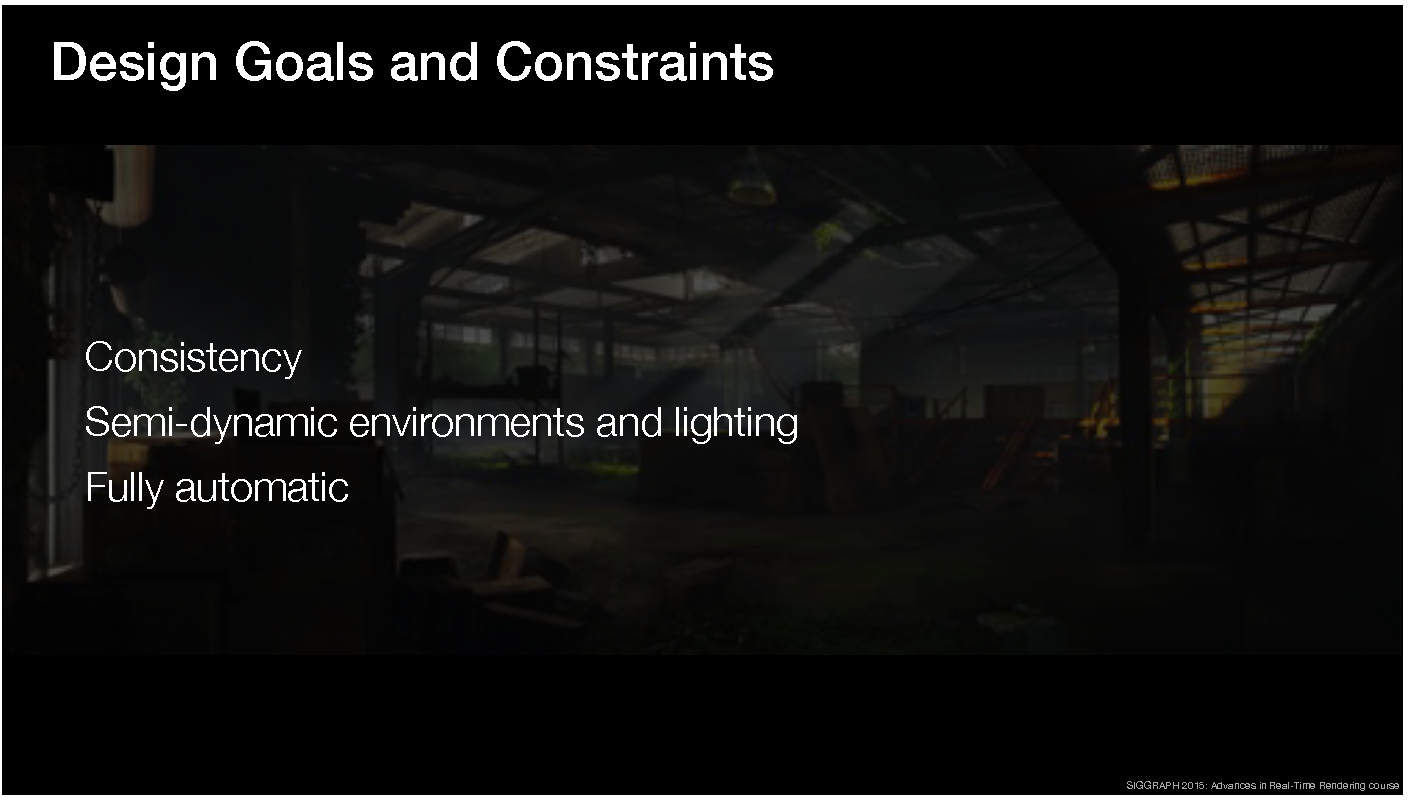 Design Goals and Constraints
Consistency
Semi-dynamic environments and lighting
Fully automatic
SIGGRAPH 2015: Advances in Real-Time Rendering course